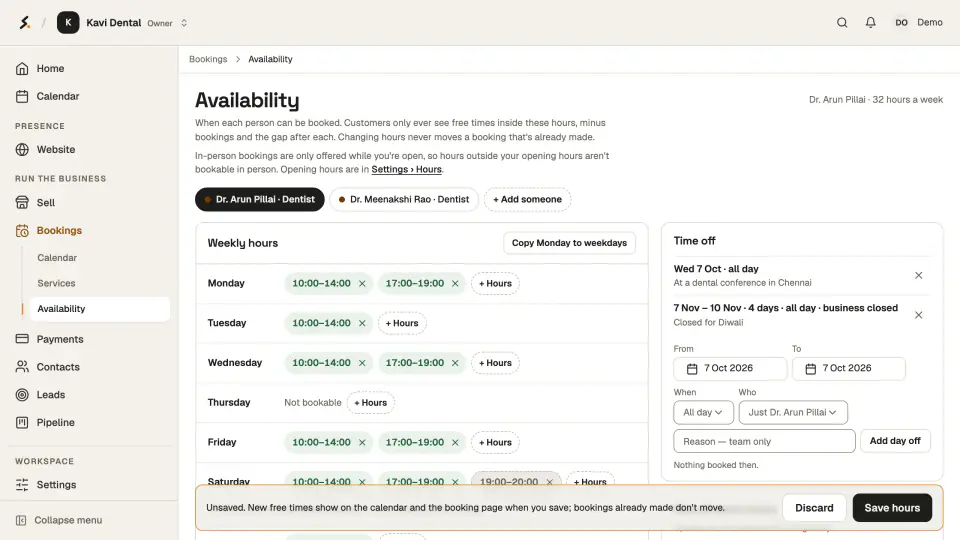 K
Kavi Dental Owner
DO Demo
Home
Calendar
PRESENCE
Website
RUN THE BUSINESS
Sell
Bookings
Calendar
Services
Availability
Payments
Contacts
Leads
Pipeline
WORKSPACE
Settings
Collapse menu
Bookings > Availability
Availability
Dr. Arun Pillai · 32 hours a week
When each person can be booked. Customers only ever see free times inside these hours, minus
bookings and the gap after each. Changing hours never moves a booking that's already made.
In-person bookings are only offered while you're open, so hours outside your opening hours aren't
bookable in person. Opening hours are in Settings › Hours.
Dr. Arun Pillai · Dentist
Dr. Meenakshi Rao · Dentist
+ Add someone
Weekly hours
Copy Monday to weekdays
Monday 10:00–14:00 × 17:00–19:00 × + Hours
Tuesday 10:00–14:00 × + Hours
Wednesday 10:00–14:00 × 17:00–19:00 × + Hours
Thursday Not bookable + Hours
Friday 10:00–14:00 × 17:00–19:00 × + Hours
Saturday 10:00–14:00 × 17:00–19:00 × 19:00–20:00 × + Hours
Time off
Wed 7 Oct · all day
At a dental conference in Chennai
7 Nov – 10 Nov · 4 days · all day · business closed
Closed for Diwali
From To
7 Oct 2026 7 Oct 2026
When Who
All day Just Dr. Arun Pillai
Reason — team only Add day off
Nothing booked then.
Unsaved. New free times show on the calendar and the booking page when you save; bookings already made don't move.
Discard
Save hours